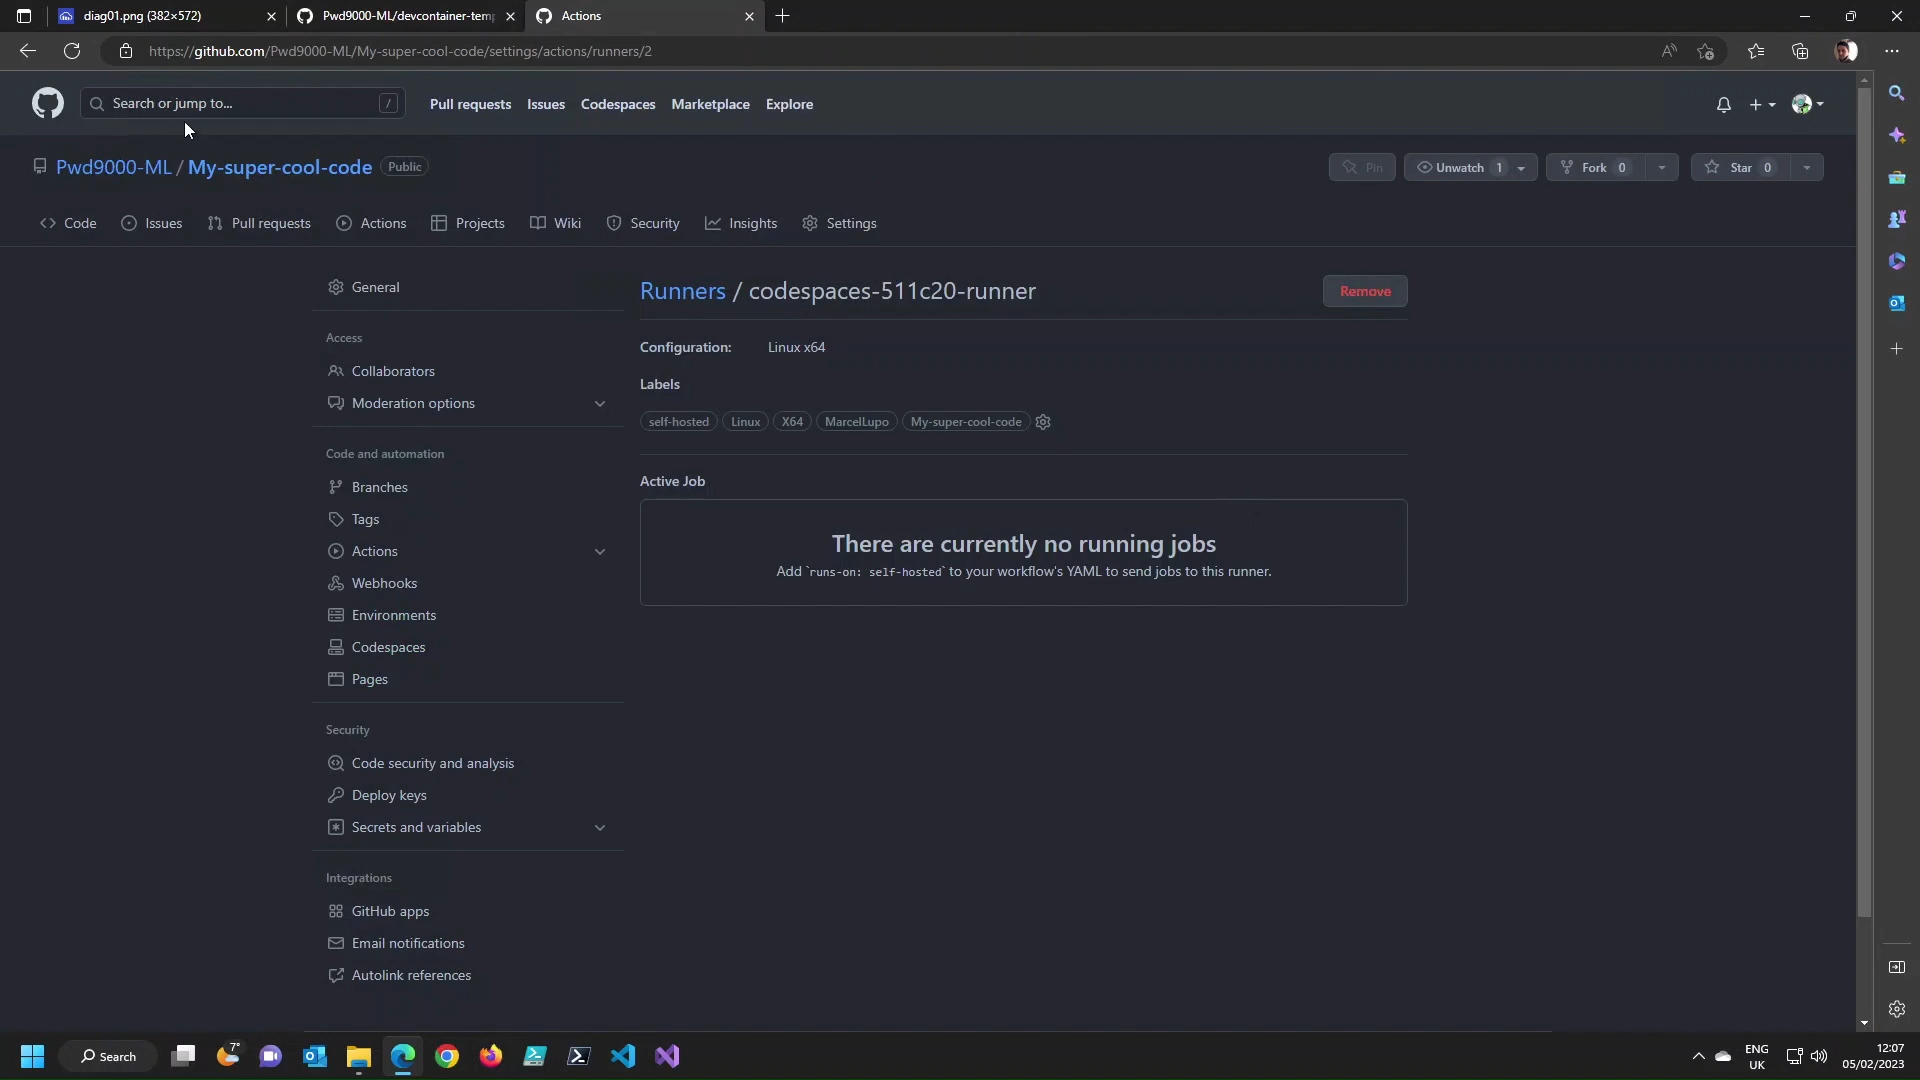 diag01.png (382×572)
Pwd9000-ML/devcontainer-temp
Actions
https://github.com/Pwd9000-ML/My-super-cool-code/settings/actions/runners/2
Search or jump to... /
Pull requests Issues Codespaces Marketplace Explore
Pwd9000-ML / My-super-cool-code Public
Pin Unwatch 1 Fork 0 Star 0
Code Issues Pull requests Actions Projects Wiki Security Insights Settings
General
Access
Collaborators
Moderation options
Code and automation
Branches
Tags
Actions
Webhooks
Environments
Codespaces
Pages
Security
Code security and analysis
Deploy keys
Secrets and variables
Integrations
GitHub apps
Email notifications
Autolink references
Runners / codespaces-511c20-runner
Remove
Configuration: Linux x64
Labels
self-hosted Linux X64 MarcelLupo My-super-cool-code
Active Job
There are currently no running jobs
Add `runs-on: self-hosted` to your workflow's YAML to send jobs to this runner.
Search
7°
ENG
UK
12:07
05/02/2023